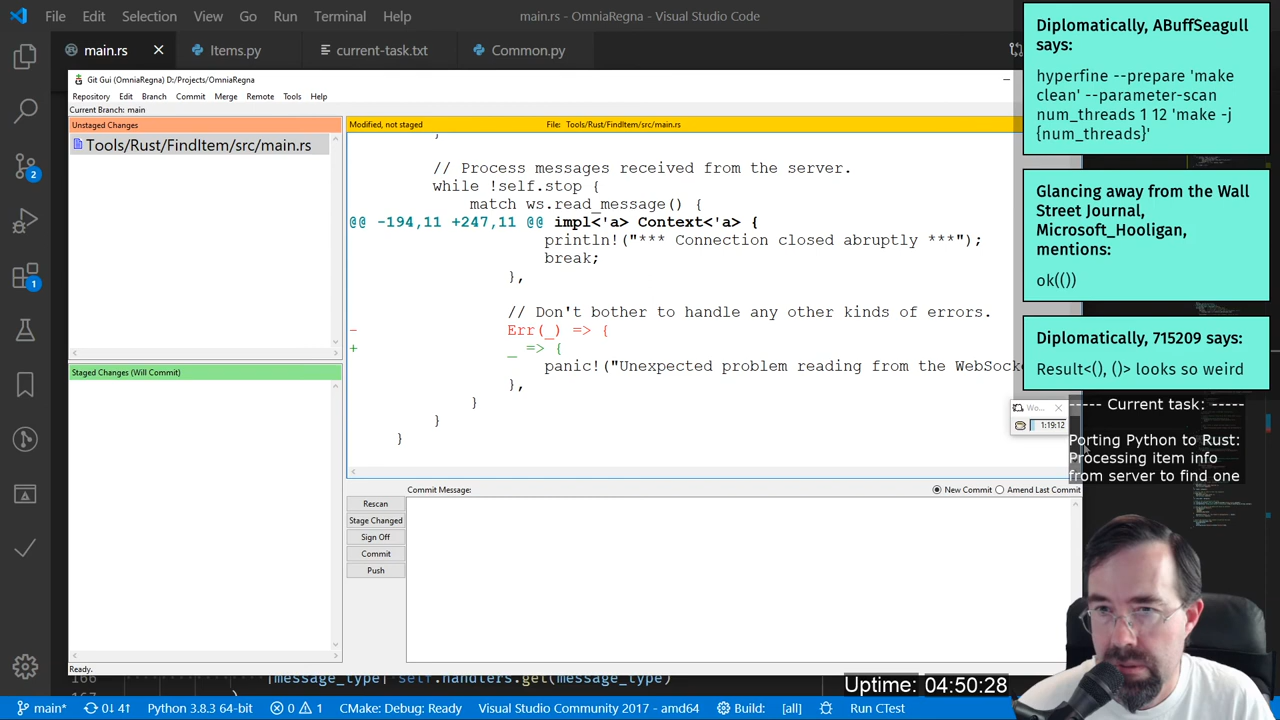 File Edit Selection View Go Run Terminal Help main.rs - OmniaRegna - Visual Studio Code
main.rs Items.py current-task.txt Common.py
Git Gui (OmniaRegna) D:/Projects/OmniaRegna
Repository Edit Branch Commit Merge Remote Tools Help
Current Branch: main
Unstaged Changes
Tools/Rust/FindItem/src/main.rs
Modified, not staged File: Tools/Rust/FindItem/src/main.rs
}
// Process messages received from the server.
while !self.stop {
match ws.read_message() {
@@ -194,11 +247,11 @@ impl<'a> Context<'a> {
println!("*** Connection closed abruptly ***");
break;
},
// Don't bother to handle any other kinds of errors.
- Err(_) => {
+ _ => {
panic!("Unexpected problem reading from the WebSocke
},
}
}
}
Staged Changes (Will Commit)
Commit Message: New Commit Amend Last Commit
Rescan
Stage Changed
Sign Off
Commit
Push
Ready.
Diplomatically, ABuffSeagull
says:
hyperfine --prepare 'make
clean' --parameter-scan
num_threads 1 12 'make -j
{num_threads}'
Glancing away from the Wall
Street Journal,
Microsoft_Hooligan,
mentions:
ok(())
Diplomatically, 715209 says:
Result<(), ()> looks so weird
----- Current task: -----
Wo...
1:19:12
Porting Python to Rust:
Processing item info
from server to find one
2
1
166 |message_type| self.handlers.get(message_type)
167 )
Uptime: 04:50:28
main* 0↓ 4↑ Python 3.8.3 64-bit 0 1 CMake: Debug: Ready Visual Studio Community 2017 - amd64 Build: [all] Run CTest